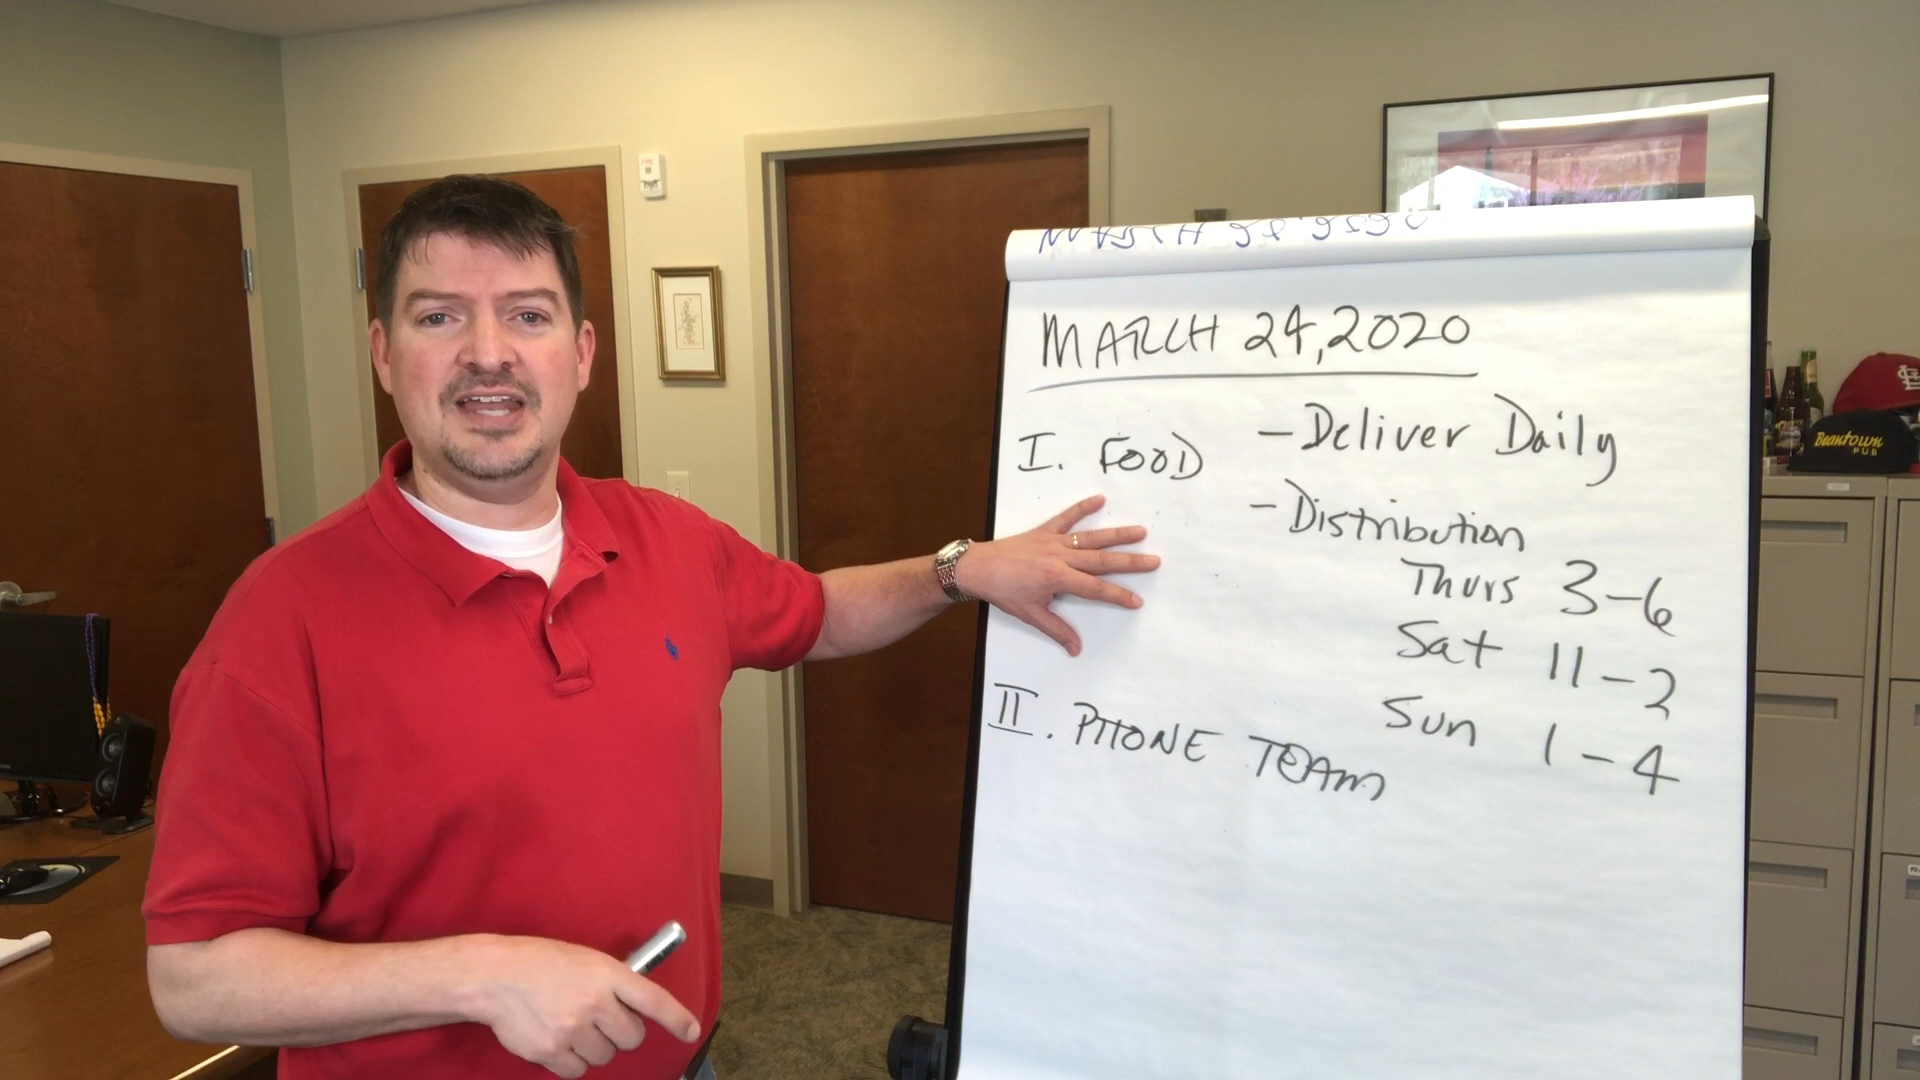 MARCH 24, 2020
I. FOOD
- Deliver Daily
- Distribution
Thurs 3-6
Sat 11-2
Sun 1-4
II. PHONE TEAM
Beantown
PUB